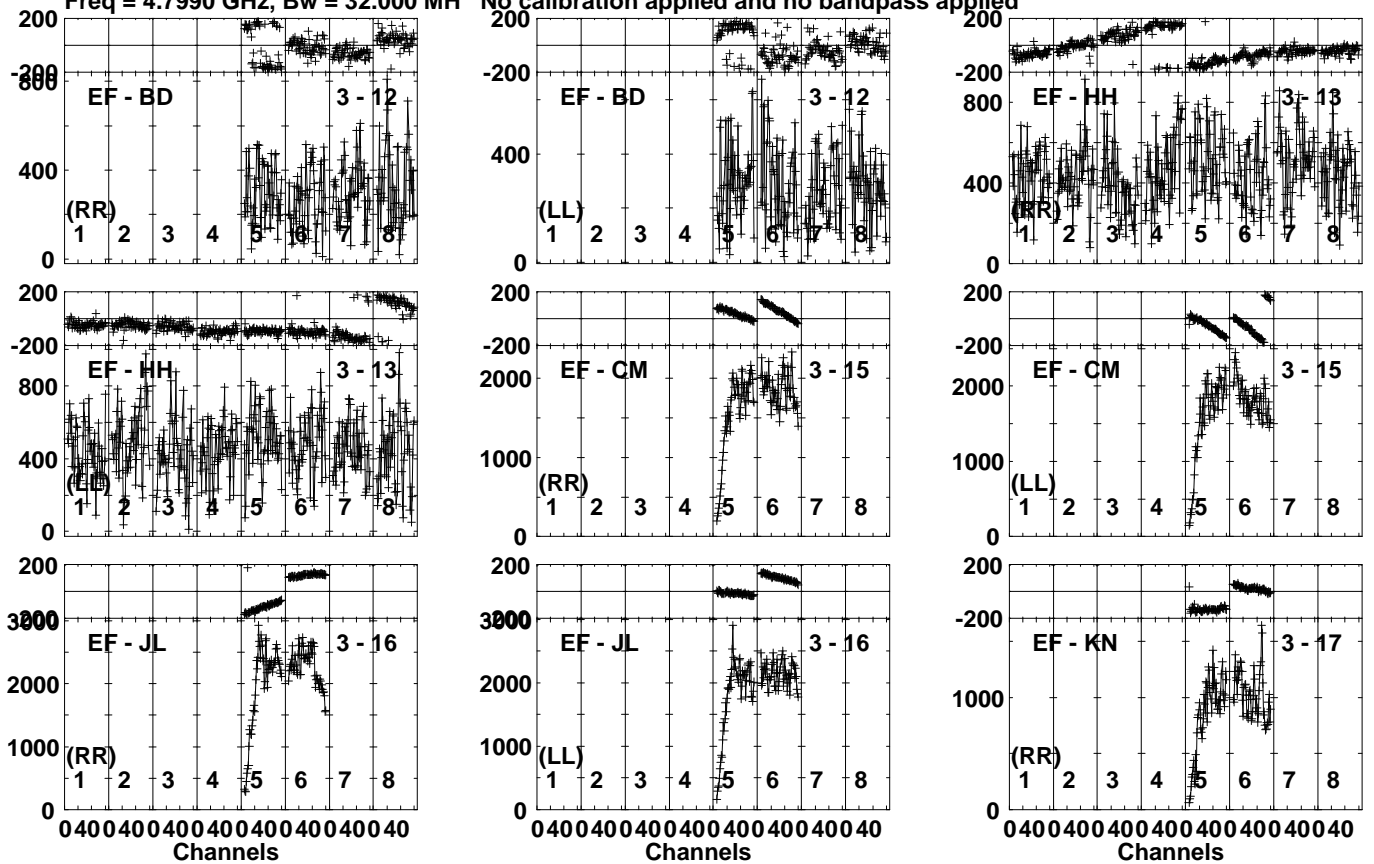 Freq = 4.7990 GHz, Bw = 32.000 MH No calibration applied and no bandpass applied
200
-200
800
400
0
EF - BD 3 - 12
(RR)
1 2 3 4 5 6 7 8
200
-200
400
0
EF - BD 3 - 12
(LL)
1 2 3 4 5 6 7 8
200
-200
800
400
0
EF - HH 3 - 13
(RR)
1 2 3 4 5 6 7 8
200
-200
800
400
0
EF - HH 3 - 13
(LL)
1 2 3 4 5 6 7 8
200
-200
2000
1000
0
EF - CM 3 - 15
(RR)
1 2 3 4 5 6 7 8
200
-200
2000
1000
0
EF - CM 3 - 15
(LL)
1 2 3 4 5 6 7 8
200
-200
3000
2000
1000
0
EF - JL 3 - 16
(RR)
1 2 3 4 5 6 7 8
200
-200
3000
2000
1000
0
EF - JL 3 - 16
(LL)
1 2 3 4 5 6 7 8
200
-200
1000
0
EF - KN 3 - 17
(RR)
1 2 3 4 5 6 7 8
0 40 0 40 0 40 0 40 0 40 0 40 0 40 0 40
Channels
0 40 0 40 0 40 0 40 0 40 0 40 0 40 0 40
Channels
0 40 0 40 0 40 0 40 0 40 0 40 0 40 0 40
Channels